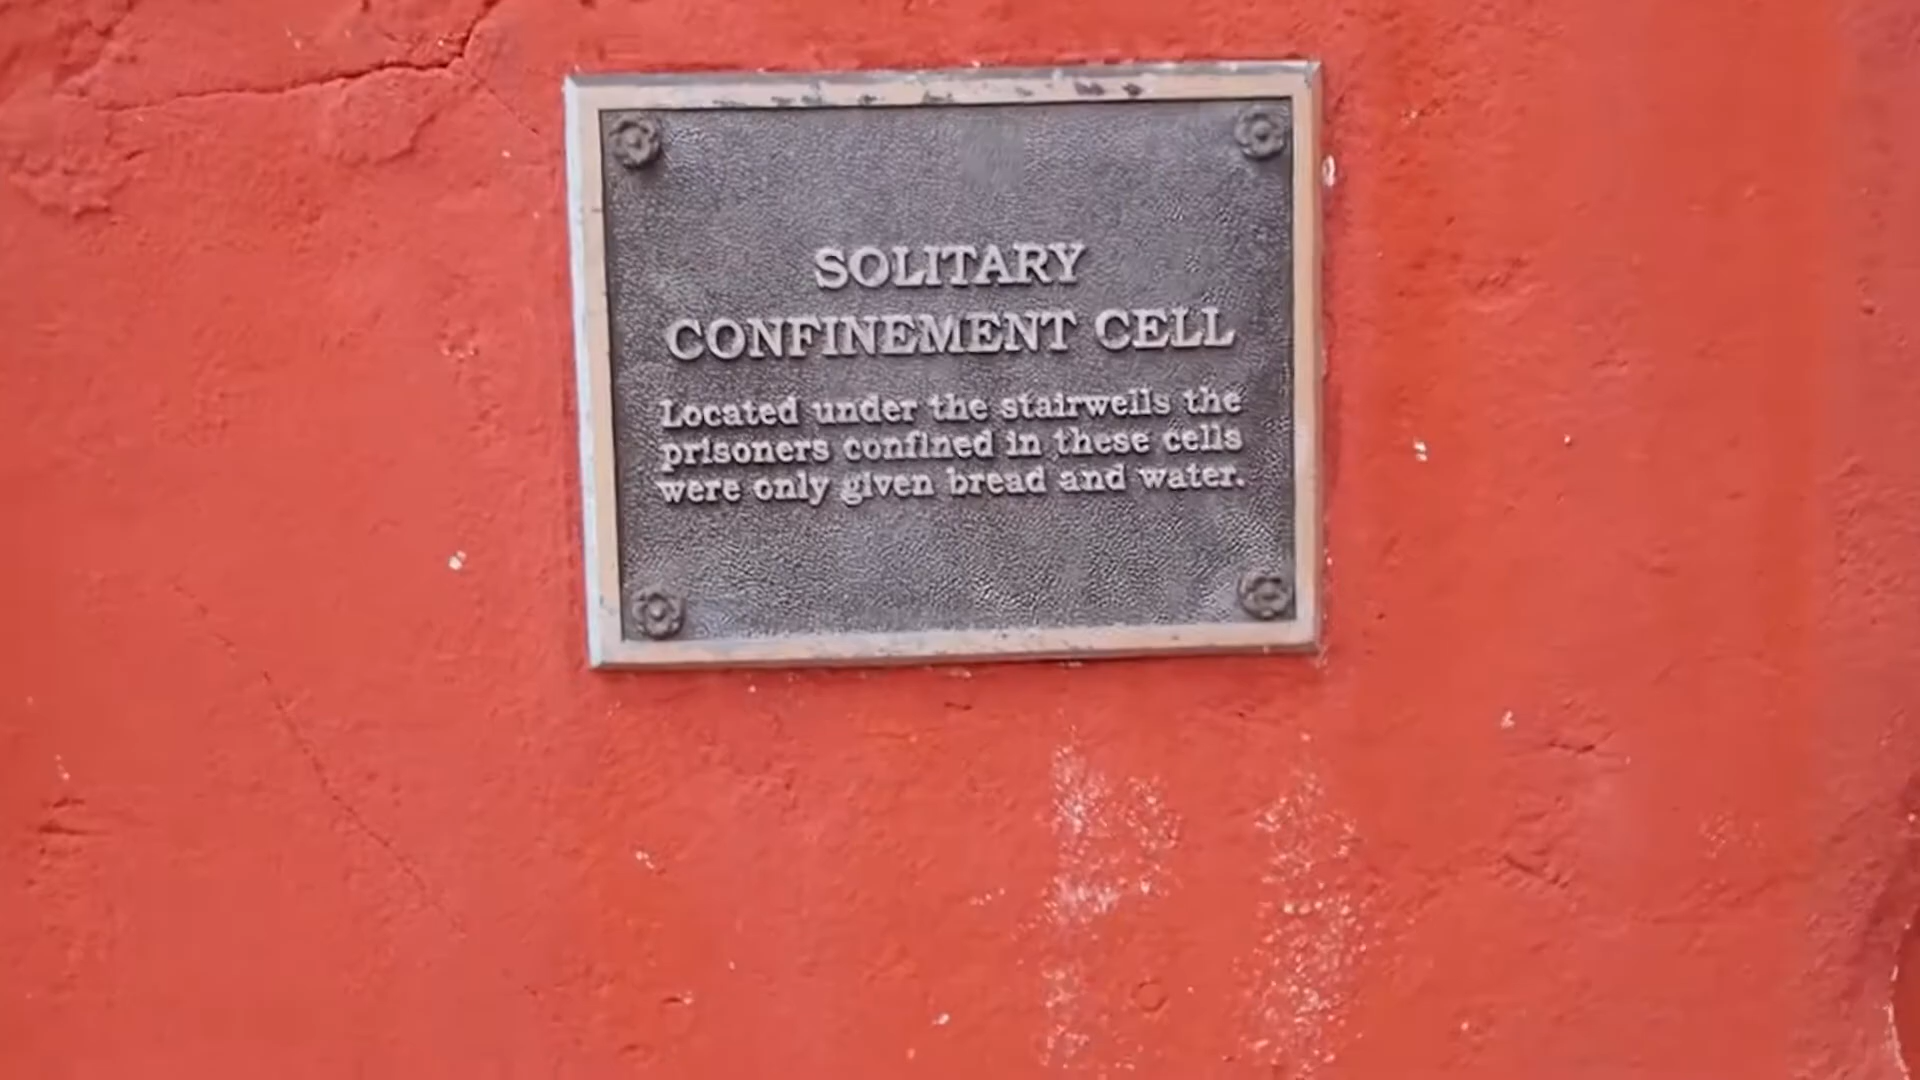 SOLITARY
CONFINEMENT CELL
Located under the stairwells the
prisoners confined in these cells
were only given bread and water.